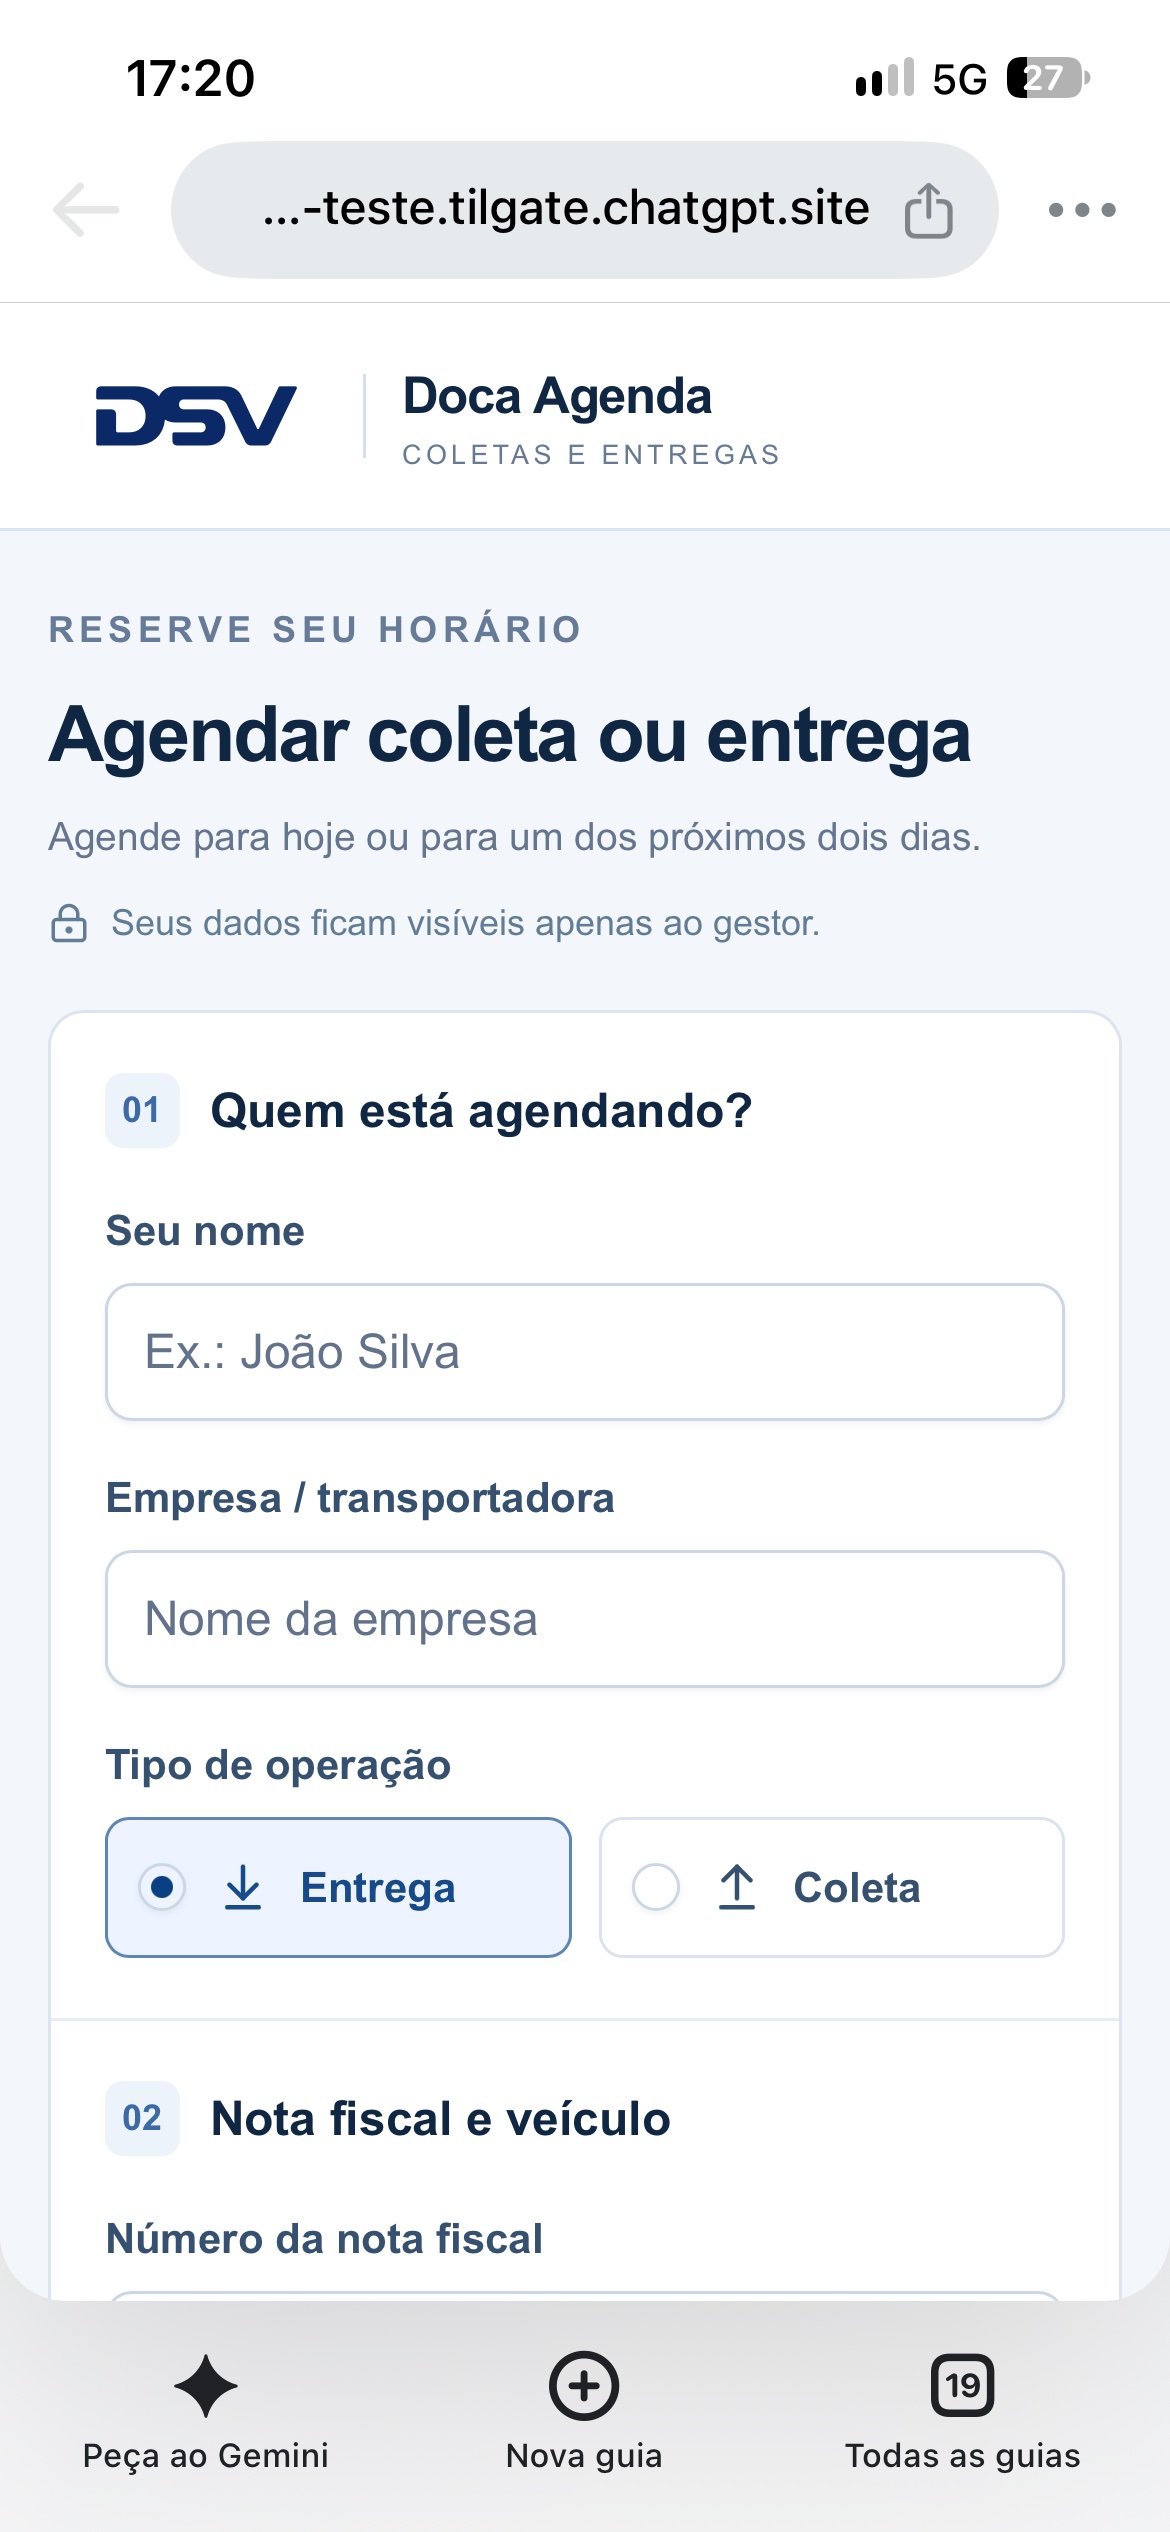 17:20
5G
27
...-teste.tilgate.chatgpt.site
DSV
Doca Agenda
COLETAS E ENTREGAS
RESERVE SEU HORÁRIO
Agendar coleta ou entrega
Agende para hoje ou para um dos próximos dois dias.
Seus dados ficam visíveis apenas ao gestor.
01 Quem está agendando?
Seu nome
Ex.: João Silva
Empresa / transportadora
Nome da empresa
Tipo de operação
Entrega
Coleta
02 Nota fiscal e veículo
Número da nota fiscal
Peça ao Gemini
Nova guia
19
Todas as guias